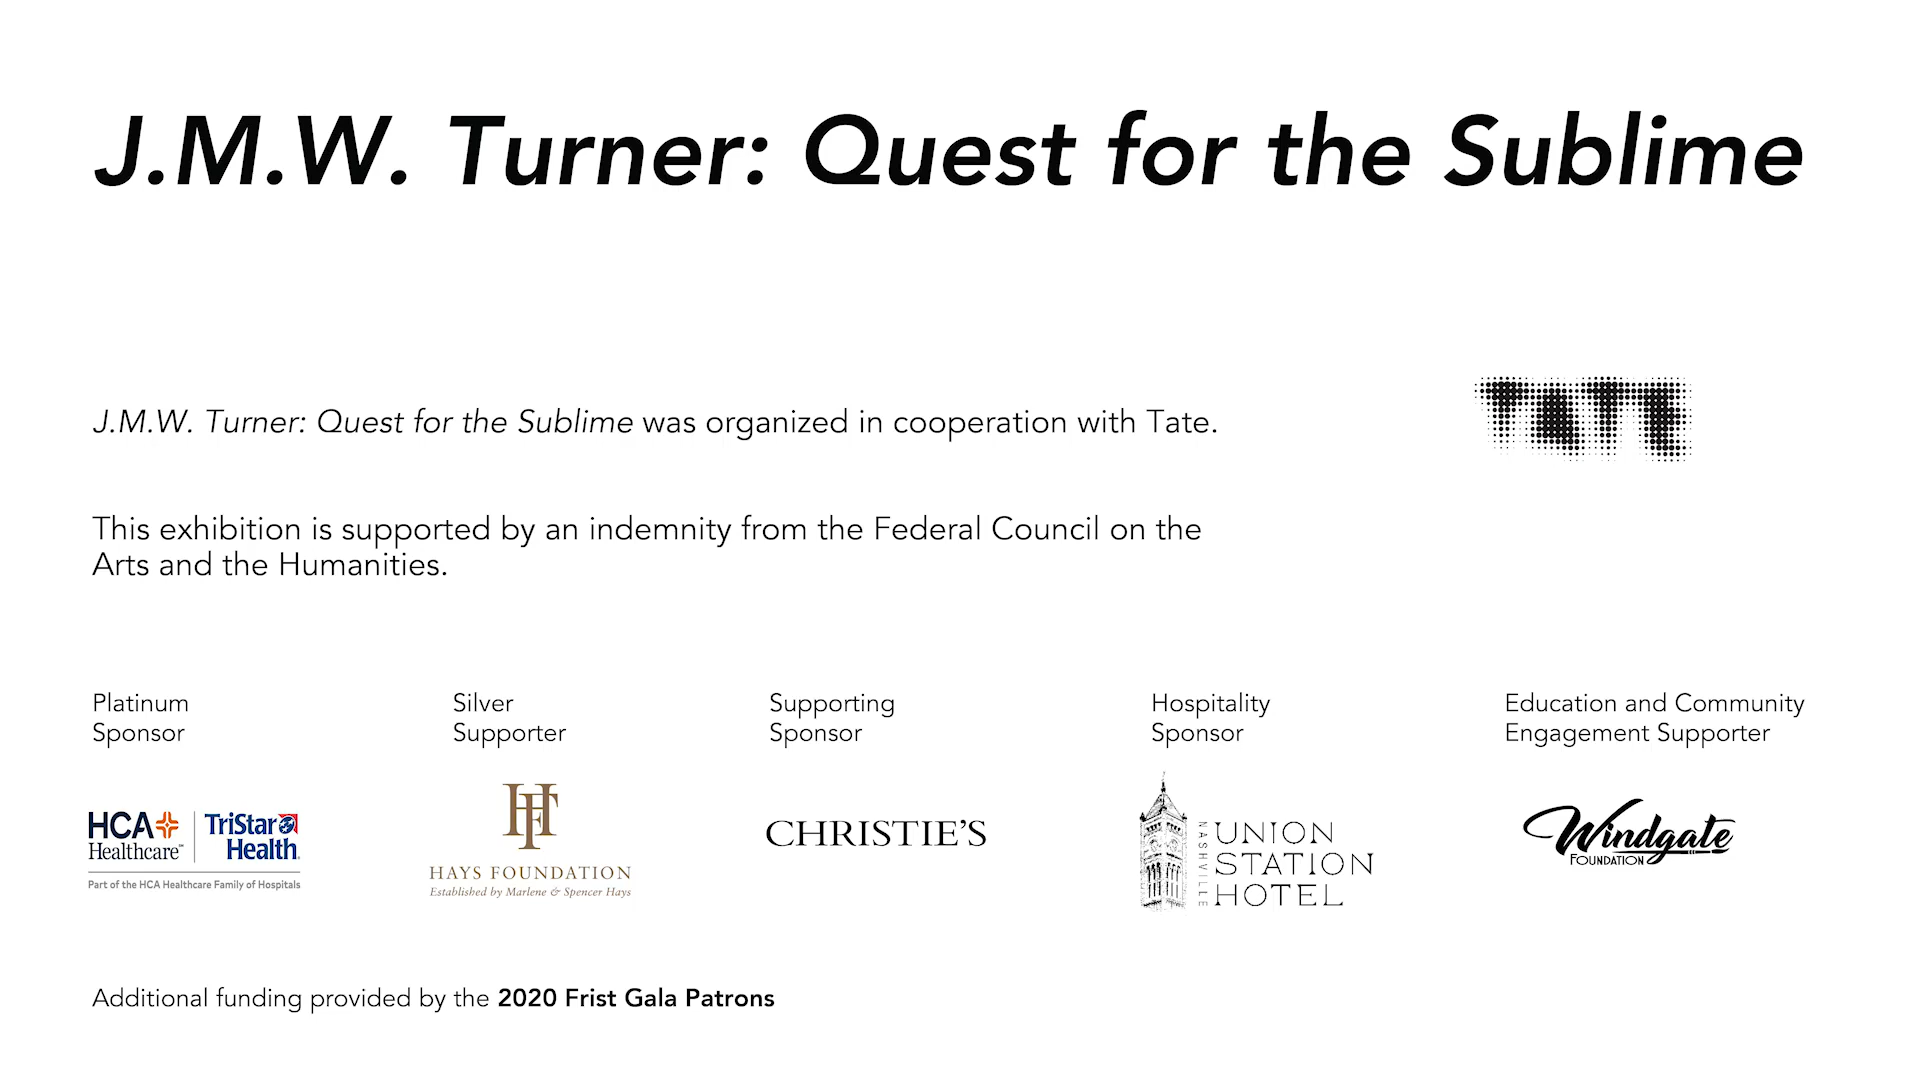 J.M.W. Turner: Quest for the Sublime
J.M.W. Turner: Quest for the Sublime was organized in cooperation with Tate.
TATE
This exhibition is supported by an indemnity from the Federal Council on the
Arts and the Humanities.
Platinum
Sponsor
HCA
Healthcare℠
TriStar
Health®
Part of the HCA Healthcare Family of Hospitals
Silver
Supporter
HF
HAYS FOUNDATION
Established by Marlene & Spencer Hays
Supporting
Sponsor
CHRISTIE'S
Hospitality
Sponsor
NASHVILLE
UNION
STATION
HOTEL
Education and Community
Engagement Supporter
Windgate
FOUNDATION
Additional funding provided by the 2020 Frist Gala Patrons